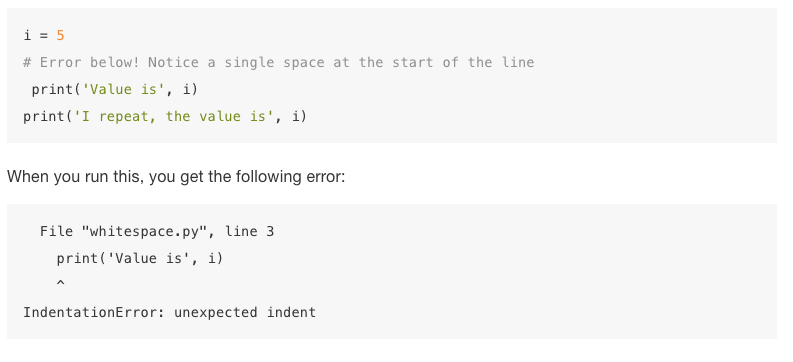 i = 5
# Error below! Notice a single space at the start of the line
 print('Value is', i)
print('I repeat, the value is', i)
When you run this, you get the following error:
  File "whitespace.py", line 3
    print('Value is', i)
    ^
IndentationError: unexpected indent